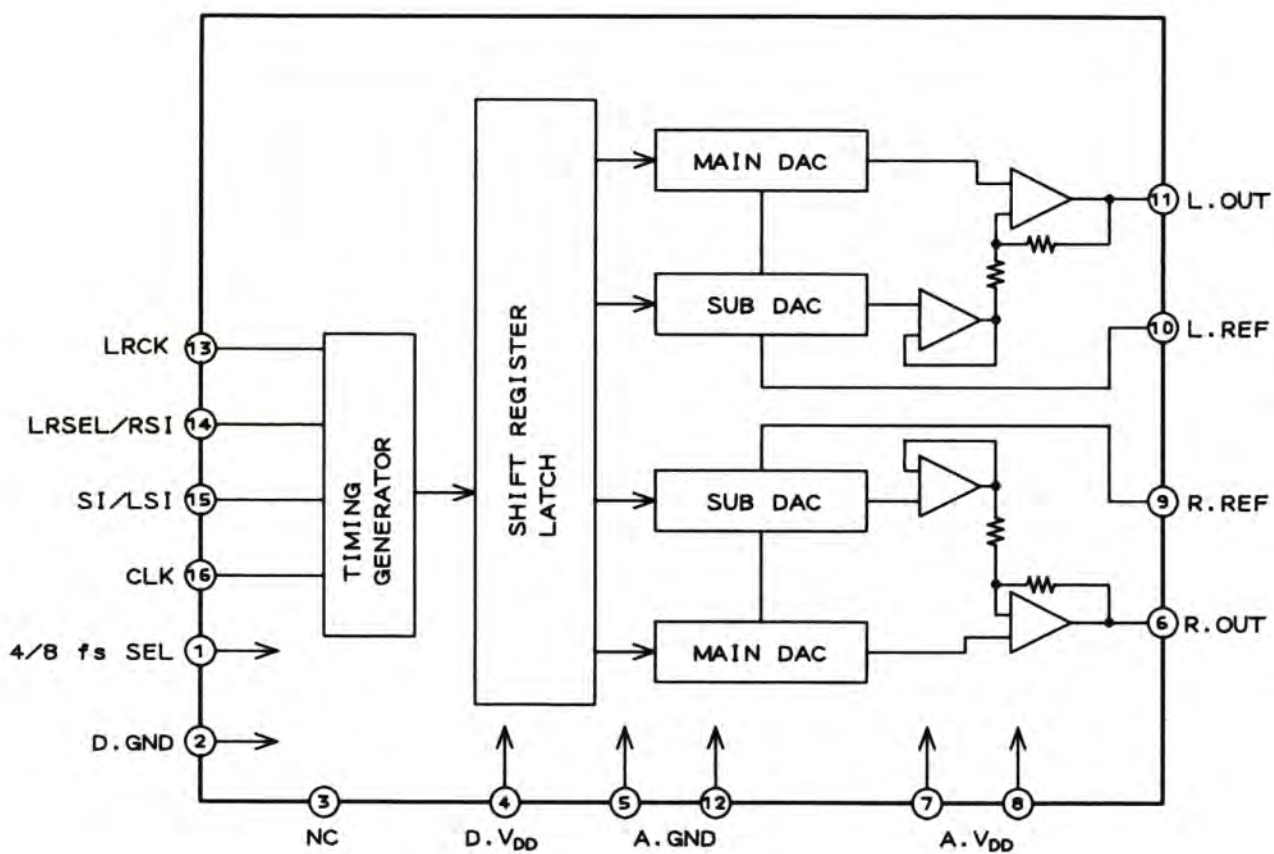 MAIN DAC
11 L.OUT
SUB DAC
10 L.REF
LRCK 13
LRSEL/RSI 14
SI/LSI 15
CLK 16
TIMING
GENERATOR
SHIFT REGISTER
LATCH
SUB DAC
9 R.REF
MAIN DAC
6 R.OUT
4/8 fs SEL 1
D.GND 2
3 4 5 12 7 8
NC D.VDD A.GND A.VDD